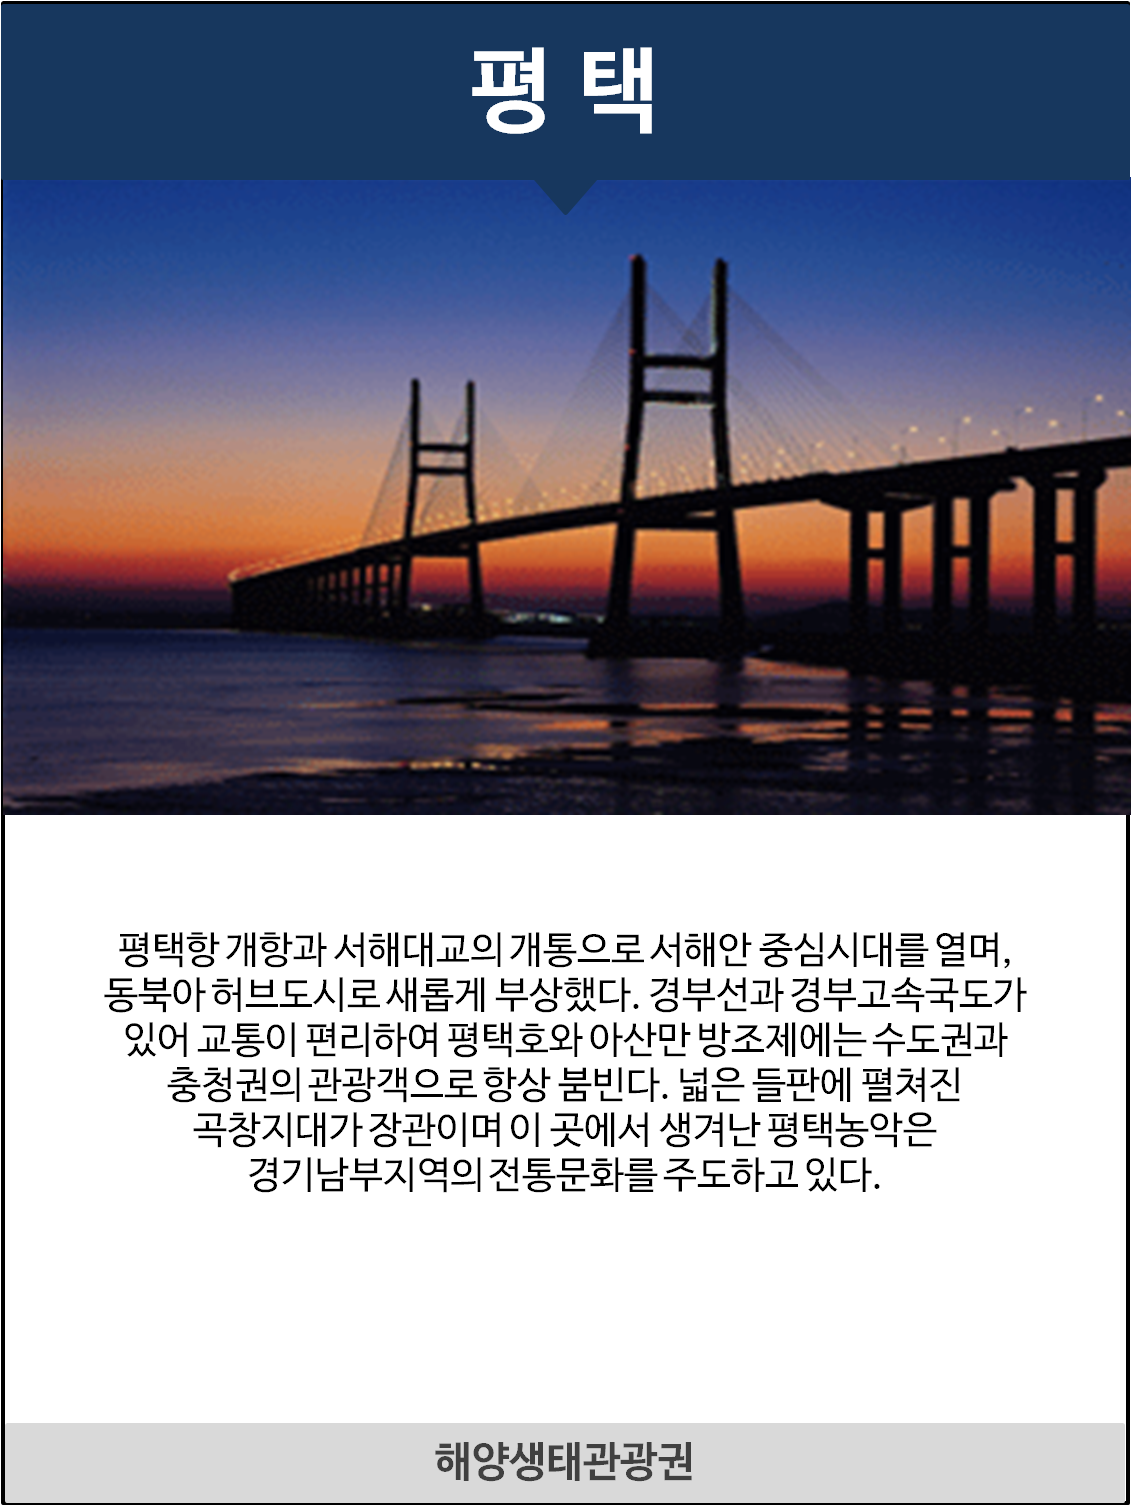 평 택
평택항 개항과 서해대교의 개통으로 서해안 중심시대를 열며,
동북아 허브도시로 새롭게 부상했다. 경부선과 경부고속국도가
있어 교통이 편리하여 평택호와 아산만 방조제에는 수도권과
충청권의 관광객으로 항상 붐빈다. 넓은 들판에 펼쳐진
곡창지대가 장관이며 이 곳에서 생겨난 평택농악은
경기남부지역의 전통문화를 주도하고 있다.
해양생태관광권